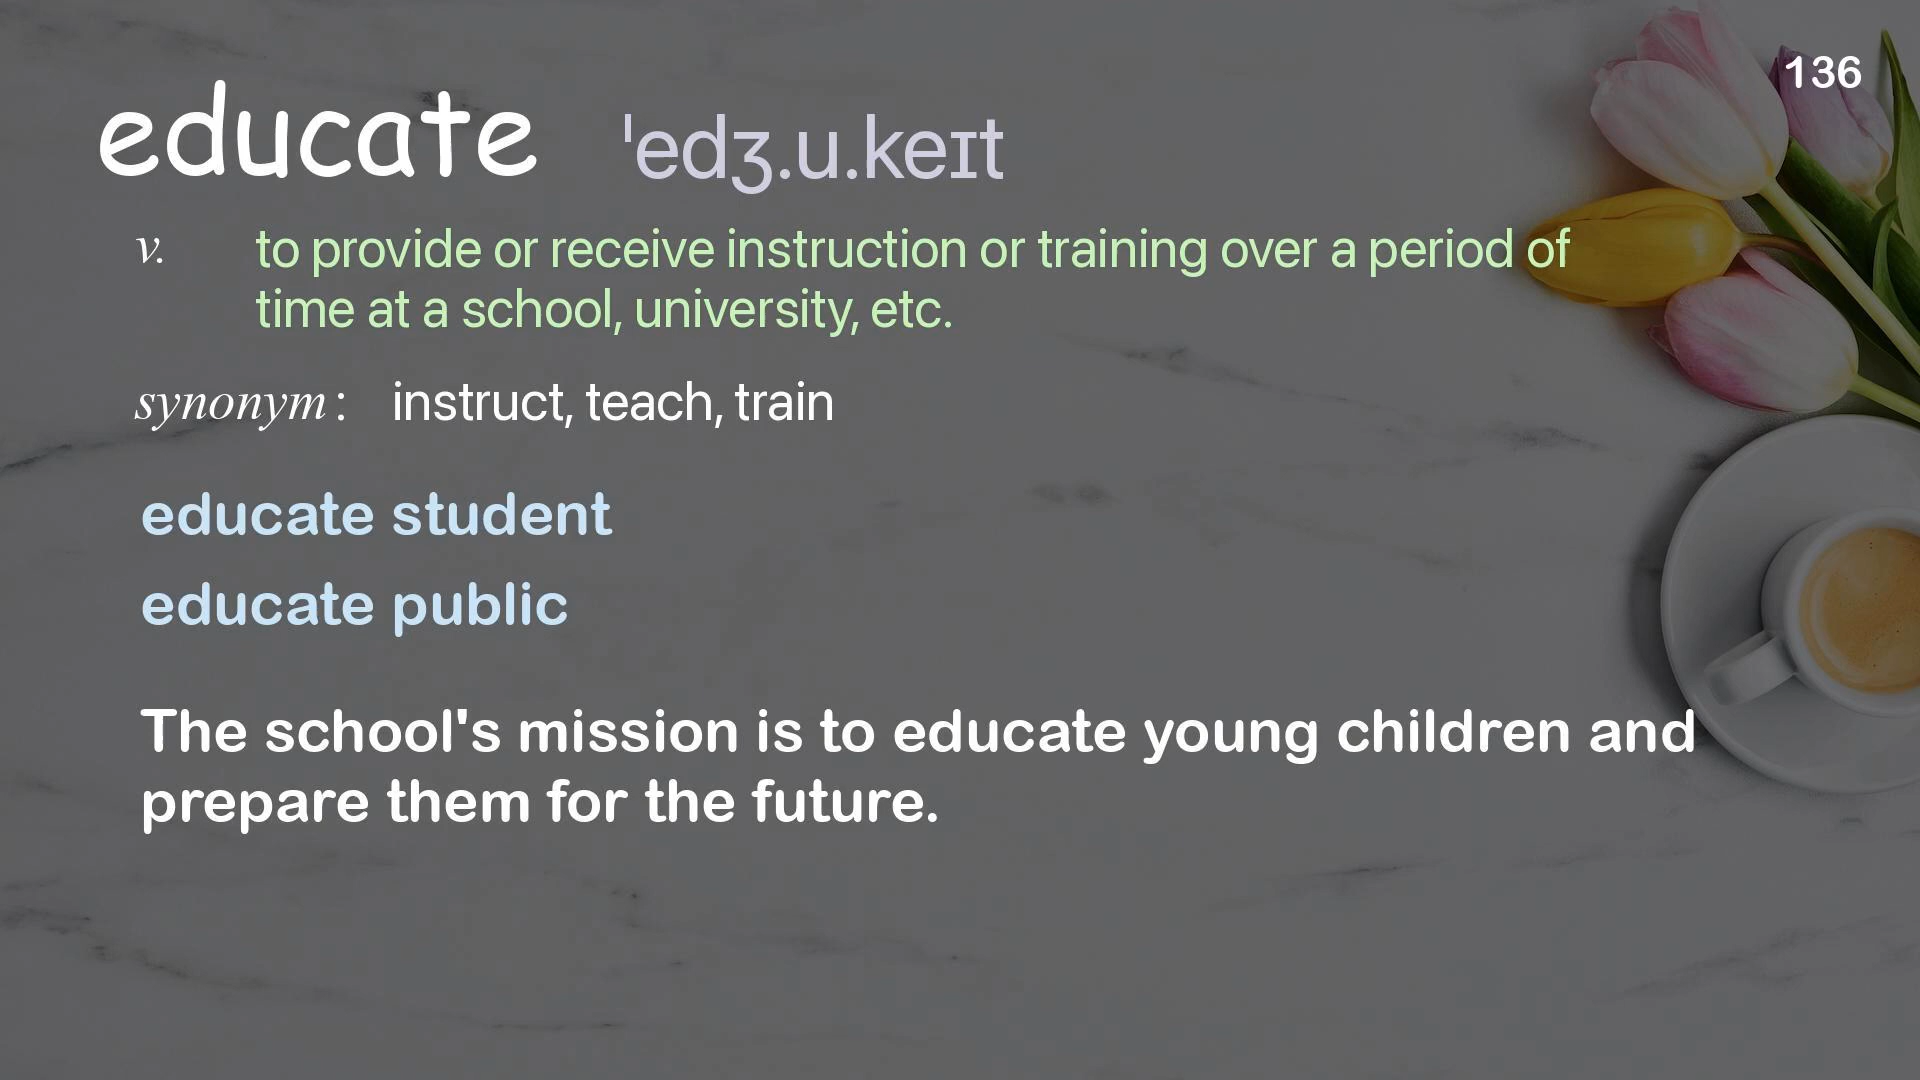 136
educate ˈedʒ.u.keɪt
v. to provide or receive instruction or training over a period of
time at a school, university, etc.
synonym: instruct, teach, train
educate student
educate public
The school's mission is to educate young children and
prepare them for the future.